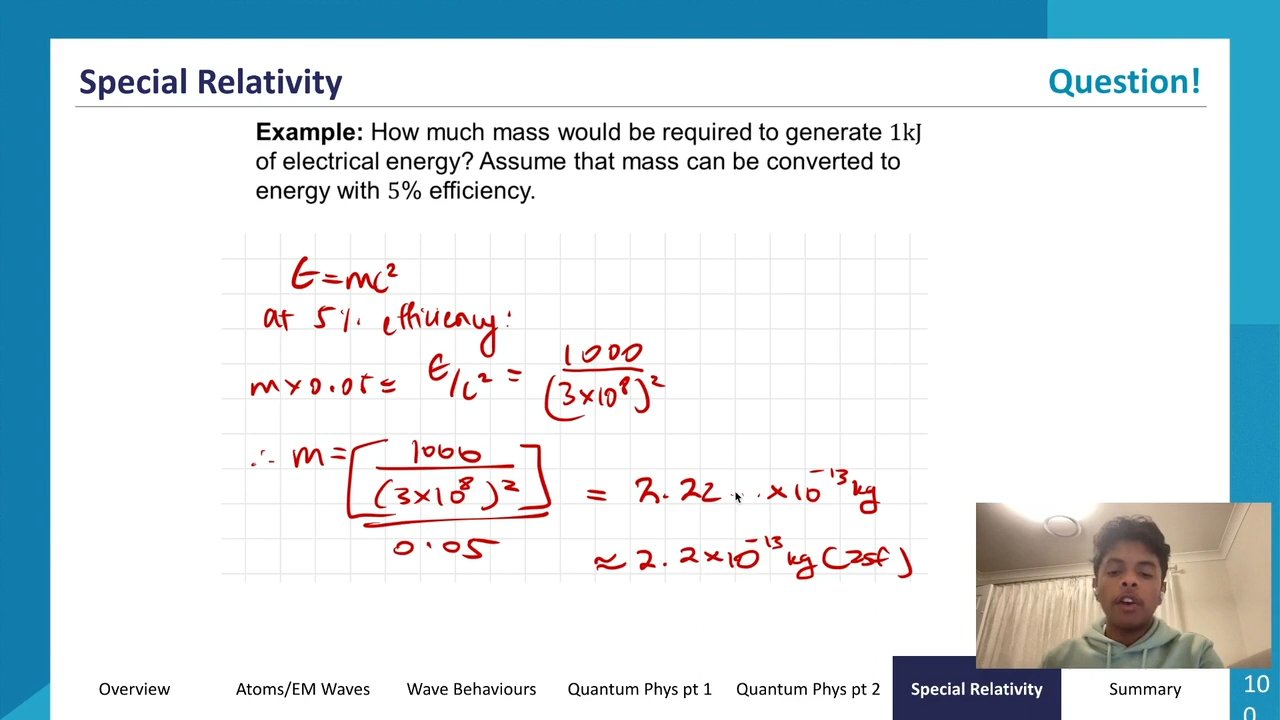 Special Relativity
Question!
Example: How much mass would be required to generate 1kJ
of electrical energy? Assume that mass can be converted to
energy with 5% efficiency.
E=mc²
at 5% efficiency:
m×0.05= E/c² = 1000/(3×10⁸)²
∴ m= [1000/(3×10⁸)²]/0.05 = 2.22...×10⁻¹³kg
≈ 2.2×10⁻¹³kg (2sf)
Overview
Atoms/EM Waves
Wave Behaviours
Quantum Phys pt 1
Quantum Phys pt 2
Special Relativity
Summary
10
0